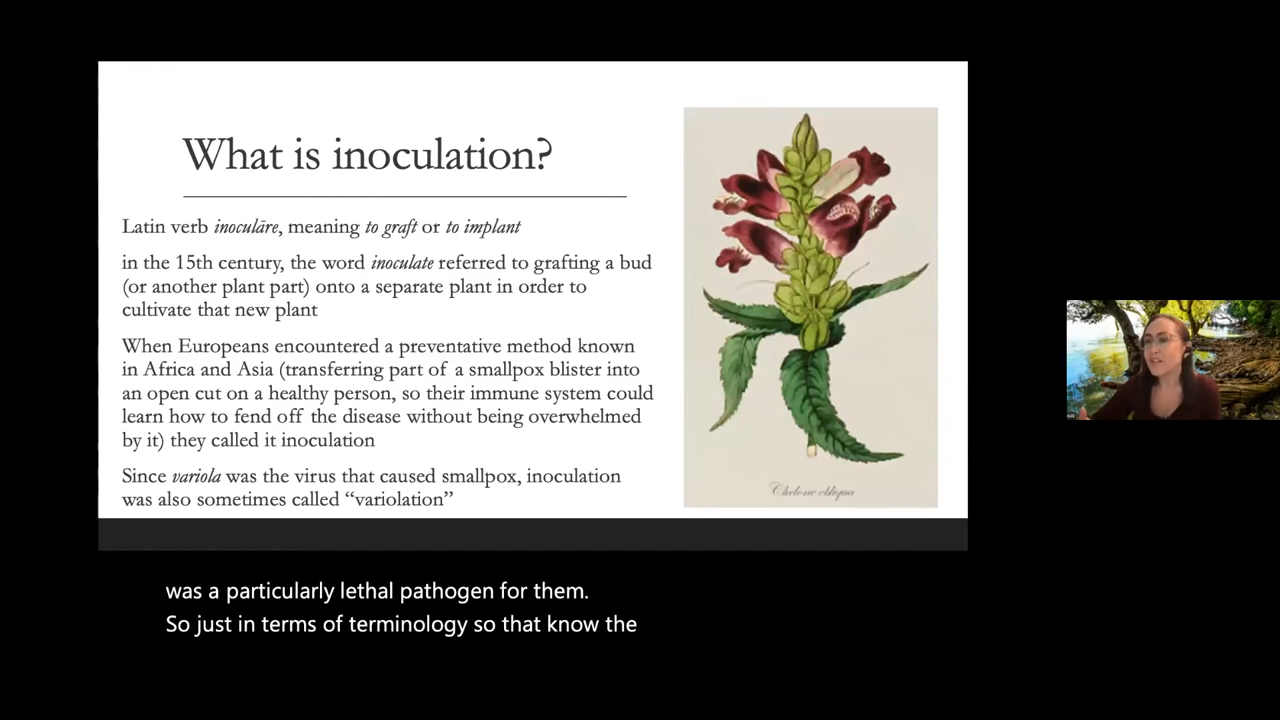 What is inoculation?
Latin verb inoculāre, meaning to graft or to implant
in the 15th century, the word inoculate referred to grafting a bud
(or another plant part) onto a separate plant in order to
cultivate that new plant
When Europeans encountered a preventative method known
in Africa and Asia (transferring part of a smallpox blister into
an open cut on a healthy person, so their immune system could
learn how to fend off the disease without being overwhelmed
by it) they called it inoculation
Since variola was the virus that caused smallpox, inoculation
was also sometimes called “variolation”
Chelone obliqua
was a particularly lethal pathogen for them.
So just in terms of terminology so that know the